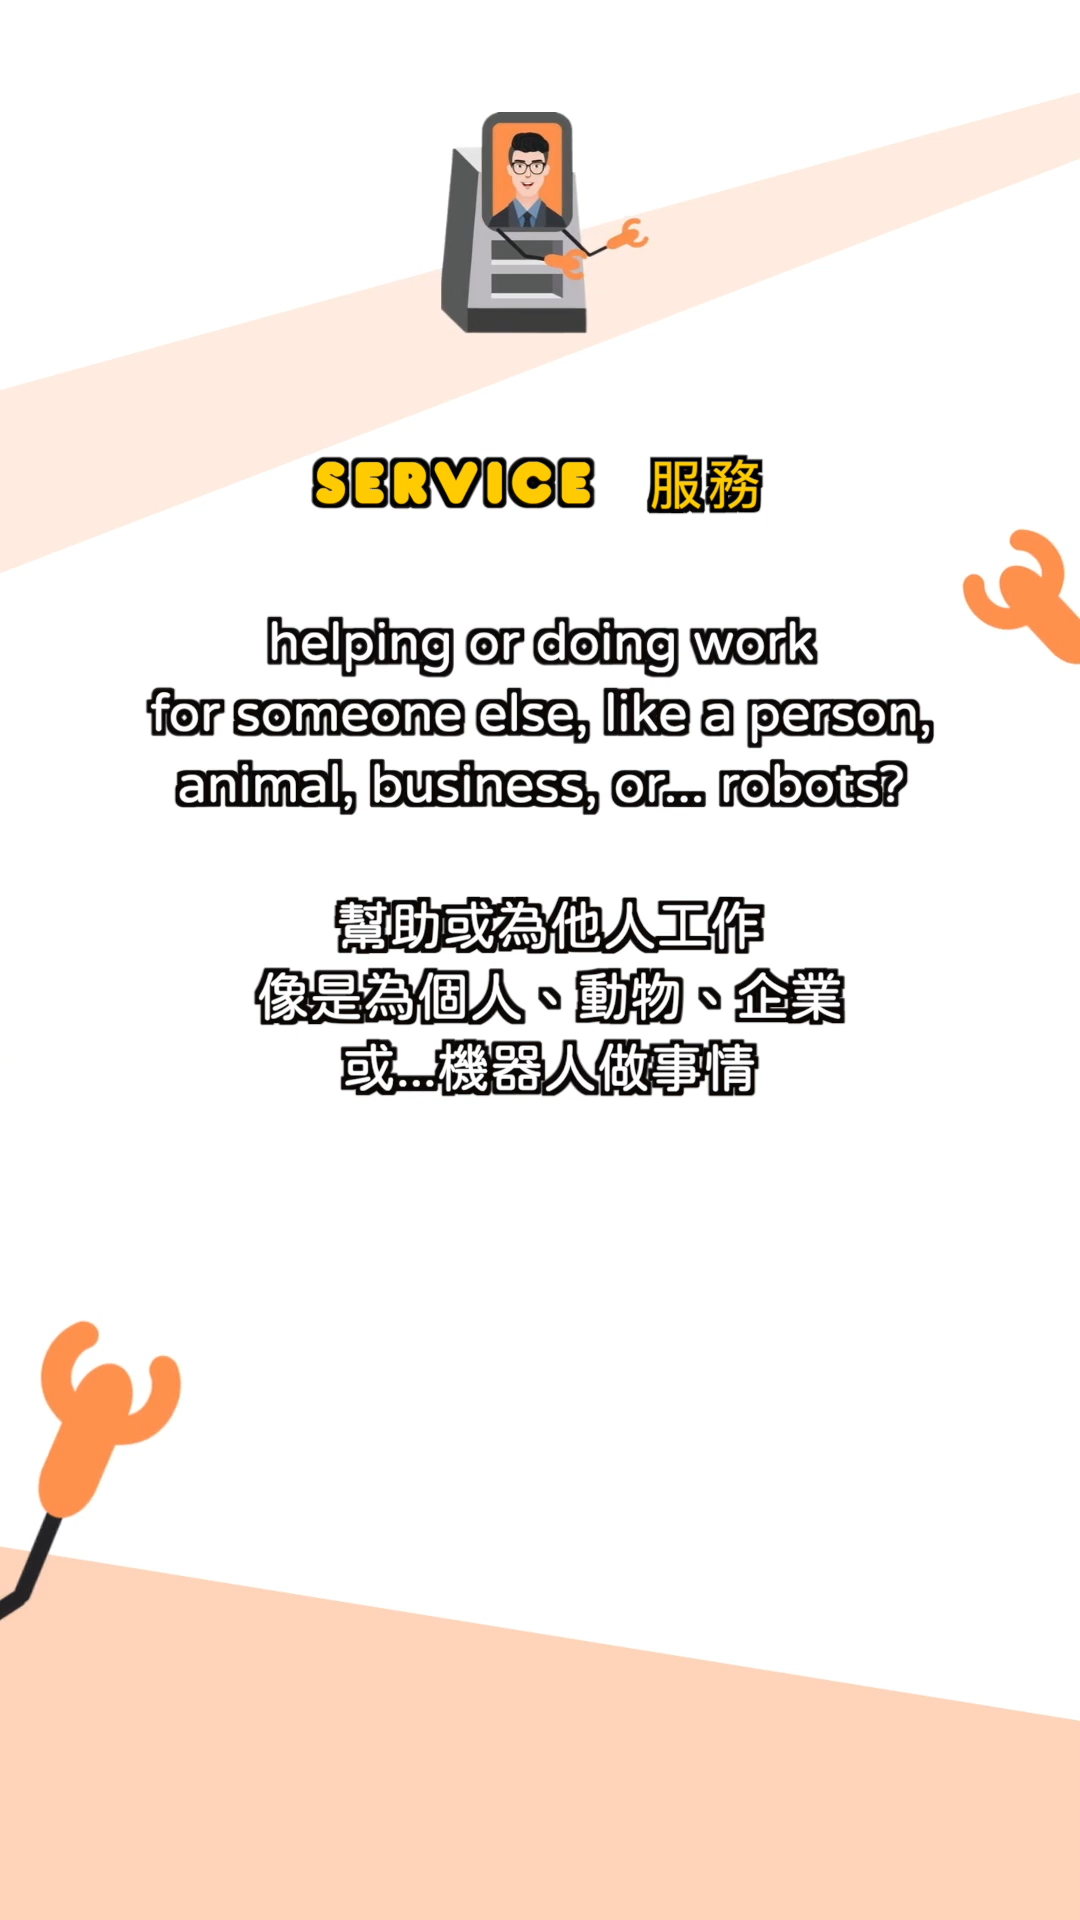 SERVICE 服務
helping or doing work
for someone else, like a person,
animal, business, or... robots?
幫助或為他人工作
像是為個人、動物、企業
或...機器人做事情